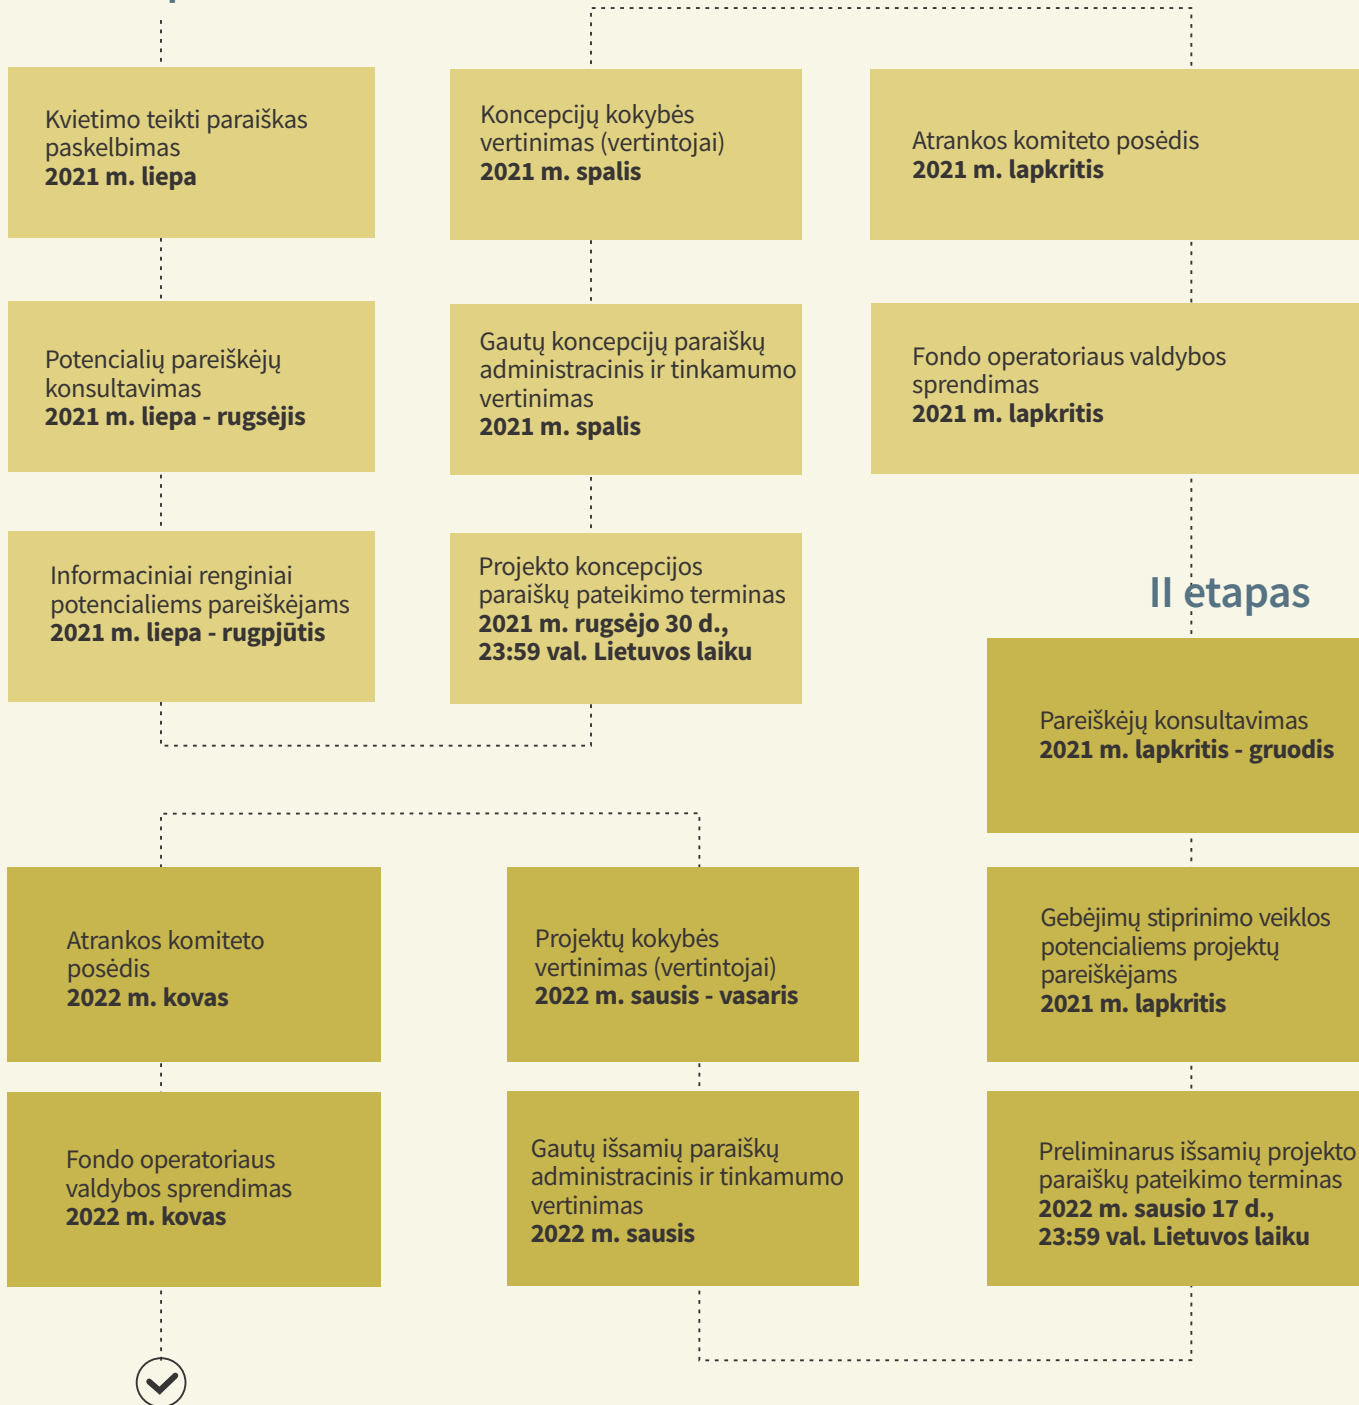 Kvietimo teikti paraiškas
paskelbimas
2021 m. liepa
Potencialių pareiškėjų
konsultavimas
2021 m. liepa - rugsėjis
Informaciniai renginiai
potencialiems pareiškėjams
2021 m. liepa - rugpjūtis
Projekto koncepcijos
paraiškų pateikimo terminas
2021 m. rugsėjo 30 d.,
23:59 val. Lietuvos laiku
Gautų koncepcijų paraiškų
administracinis ir tinkamumo
vertinimas
2021 m. spalis
Koncepcijų kokybės
vertinimas (vertintojai)
2021 m. spalis
Atrankos komiteto posėdis
2021 m. lapkritis
Fondo operatoriaus valdybos
sprendimas
2021 m. lapkritis
II etapas
Pareiškėjų konsultavimas
2021 m. lapkritis - gruodis
Gebėjimų stiprinimo veiklos
potencialiems projektų
pareiškėjams
2021 m. lapkritis
Preliminarus išsamių projekto
paraiškų pateikimo terminas
2022 m. sausio 17 d.,
23:59 val. Lietuvos laiku
Gautų išsamių paraiškų
administracinis ir tinkamumo
vertinimas
2022 m. sausis
Projektų kokybės
vertinimas (vertintojai)
2022 m. sausis - vasaris
Atrankos komiteto
posėdis
2022 m. kovas
Fondo operatoriaus
valdybos sprendimas
2022 m. kovas